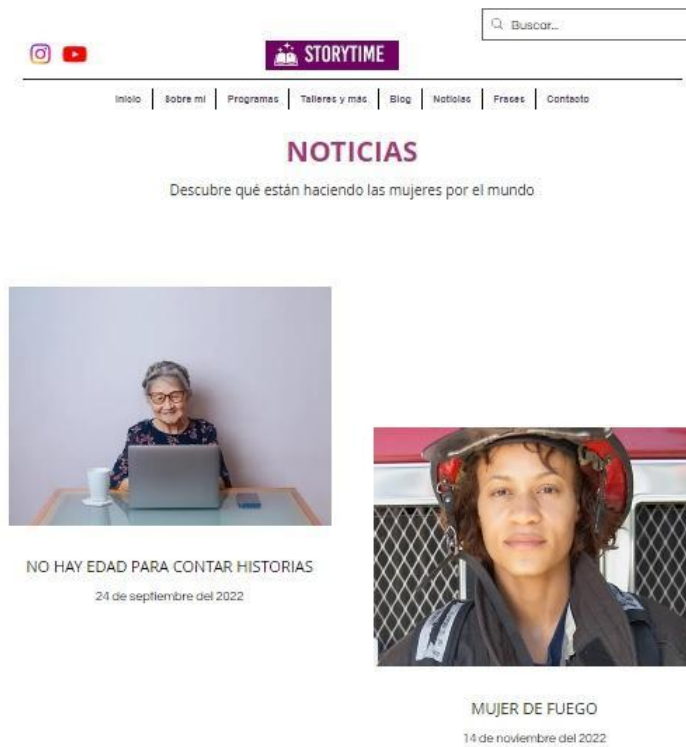 Buscar...
STORYTIME
Inicio Sobre mi Programas Talleres y más Blog Noticias Frases Contacto
NOTICIAS
Descubre qué están haciendo las mujeres por el mundo
NO HAY EDAD PARA CONTAR HISTORIAS
24 de septiembre del 2022
MUJER DE FUEGO
14 de noviembre del 2022